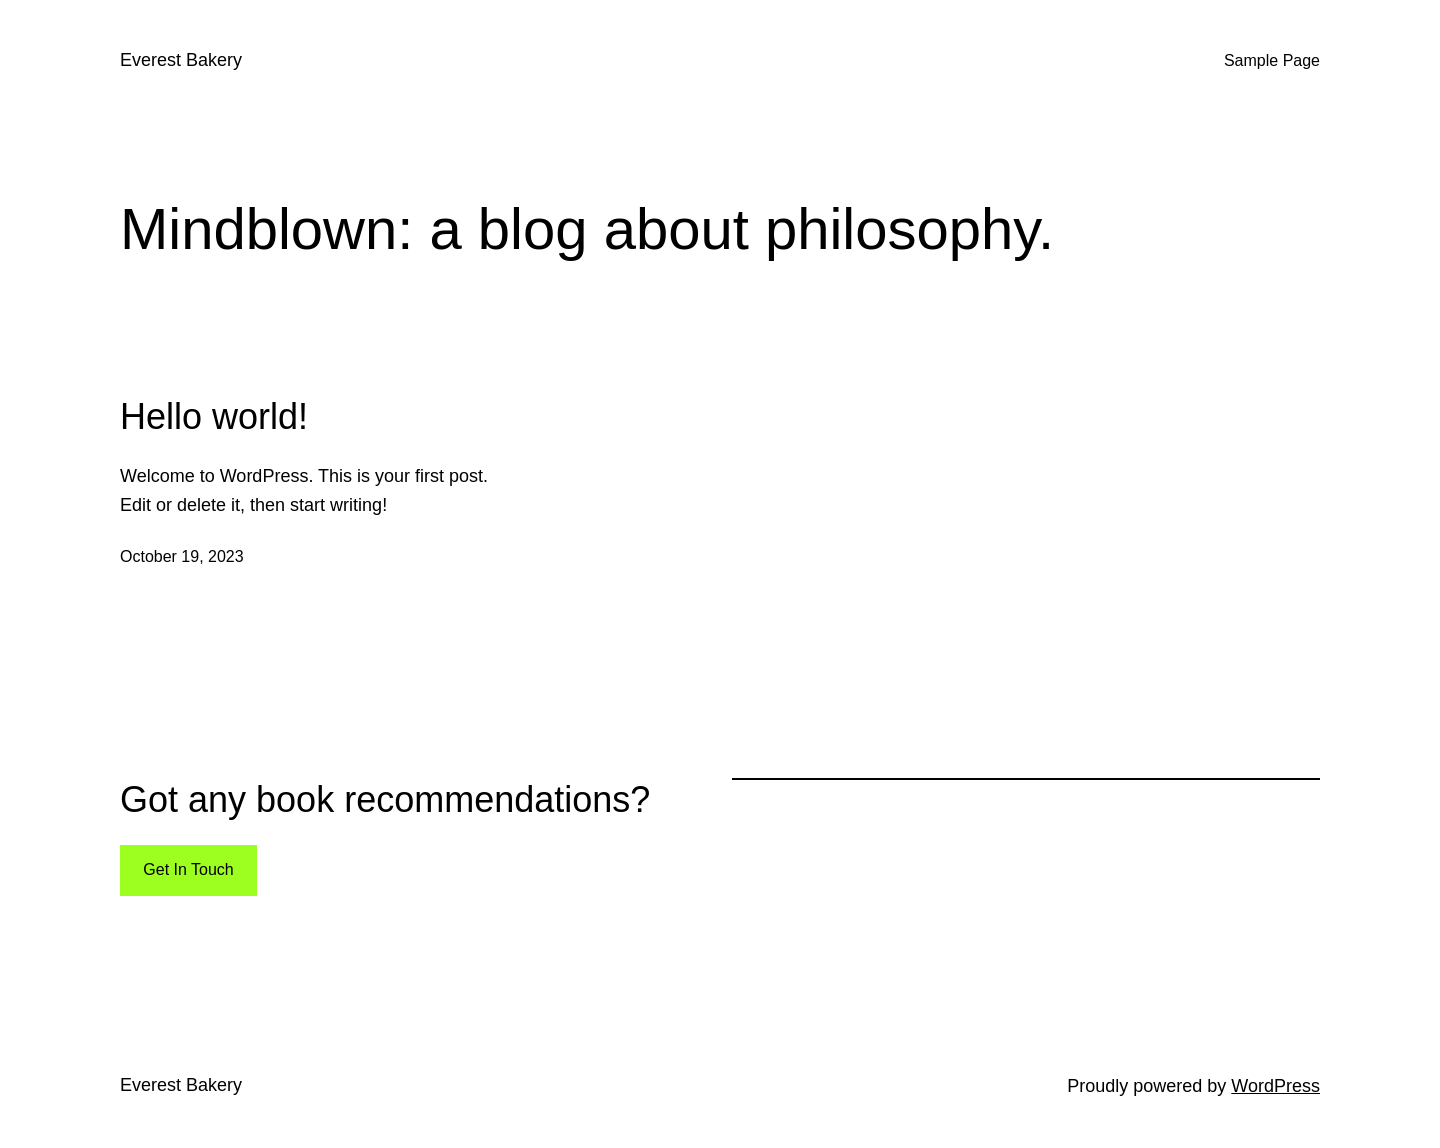 Everest Bakery
Sample Page
Mindblown: a blog about philosophy.
Hello world!
Welcome to WordPress. This is your first post.
Edit or delete it, then start writing!
October 19, 2023
Got any book recommendations?
Get In Touch
Everest Bakery
Proudly powered by WordPress